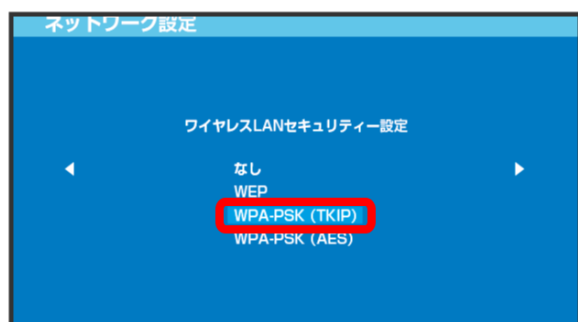 ネットワーク設定
ワイヤレスLANセキュリティー設定
なし
WEP
WPA-PSK (TKIP)
WPA-PSK (AES)